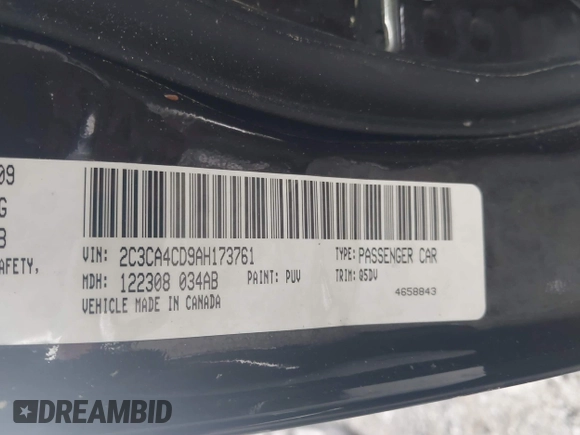 09
G
B
AFETY,
VIN: 2C3CA4CD9AH173761 TYPE: PASSENGER CAR
MDH: 122308 034AB PAINT: PUV TRIM: Q5DV
VEHICLE MADE IN CANADA 4658843
DREAMBID